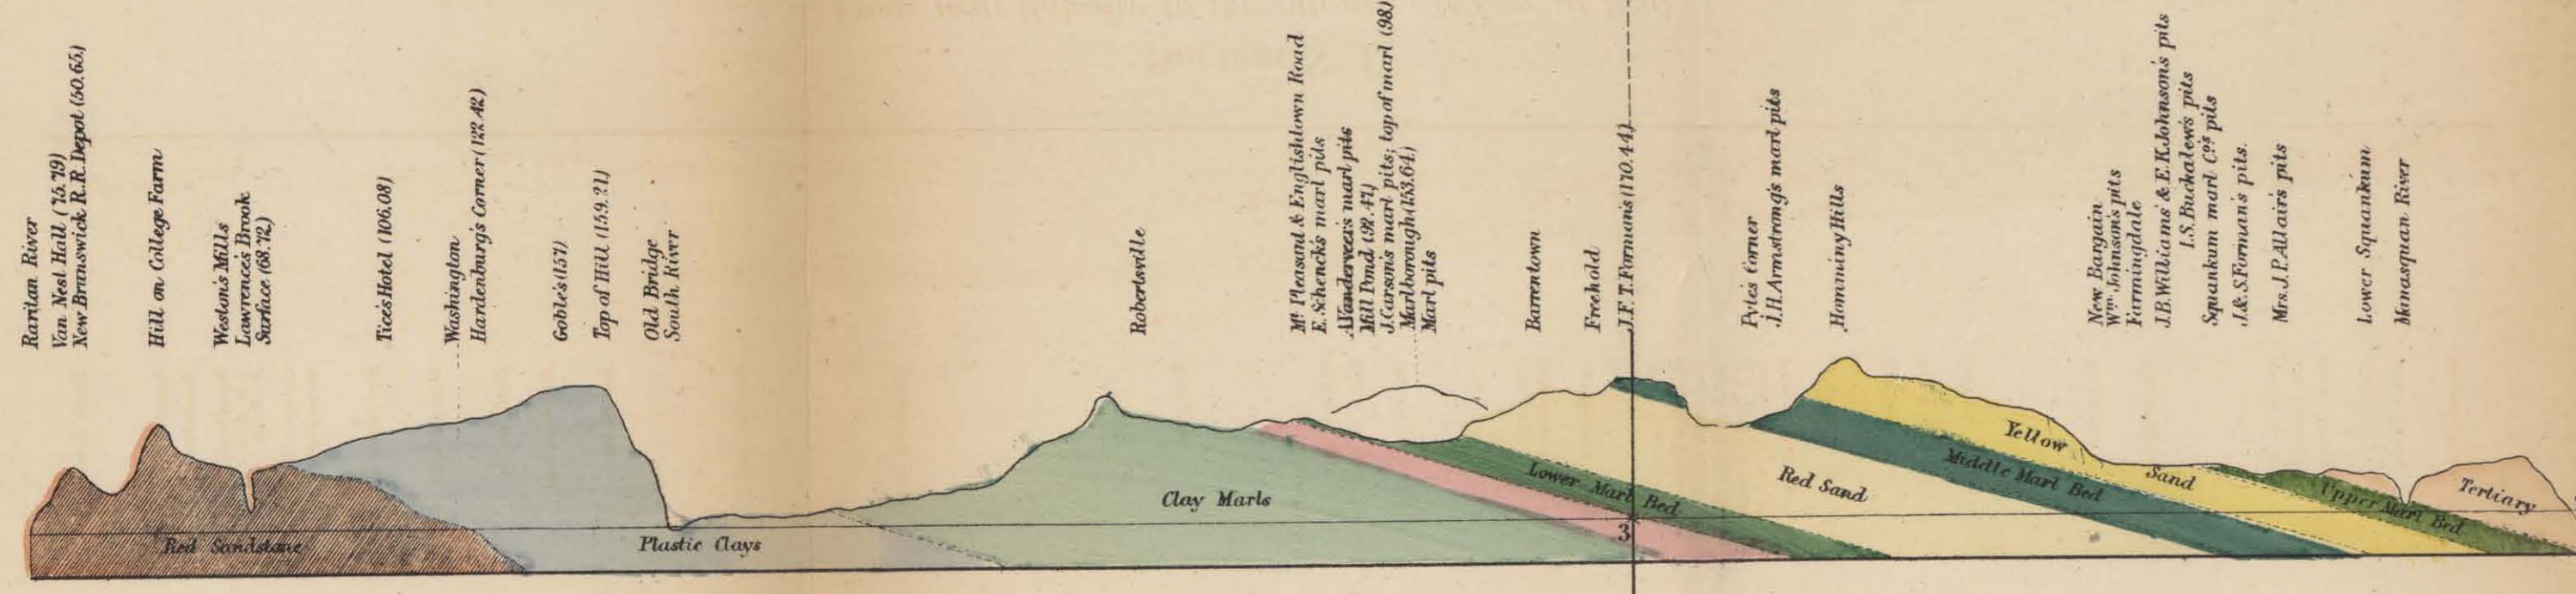 Raritan River
Van Nest Hall (75.79)
New Brunswick R.R. Depot (50.65)
Hill on College Farm
Weston's Mills
Lawrence's Brook
Surface (68.72)
Tice's Hotel (106.08)
Washington
Hardenburg's Corner (122.42)
Goble's (157)
Top of Hill (159.21)
Old Bridge
South River
Robertsville
Mt Pleasand & Englishtown Road
E. Schenck's marl pits
A. Vanderveer's marl pits
Mill Pond (92.47)
J. Carson's marl pits; top of marl (98)
Marlborough (153.64)
Marl pits
Barrentown
Freehold
J.F.T. Forman's (170.44)
Pytes Corner
J.H. Armstrong's marl pits
Homininy Hills
New Bargain
Wm Johnson's pits
Farmingdale
J.B. Williams' & E.K. Johnson's pits
I.S. Buckalew's pits
Squankum marl Co's pits
J. & S. Forman's pits.
Mrs. J.P. Allairs pits
Lower Squankum
Manasquan River
Red Sandstone
Plastic Clays
Clay Marls
Lower Marl Bed
Red Sand
Middle Marl Bed
Yellow Sand
Upper Marl Bed
Tertiary
3